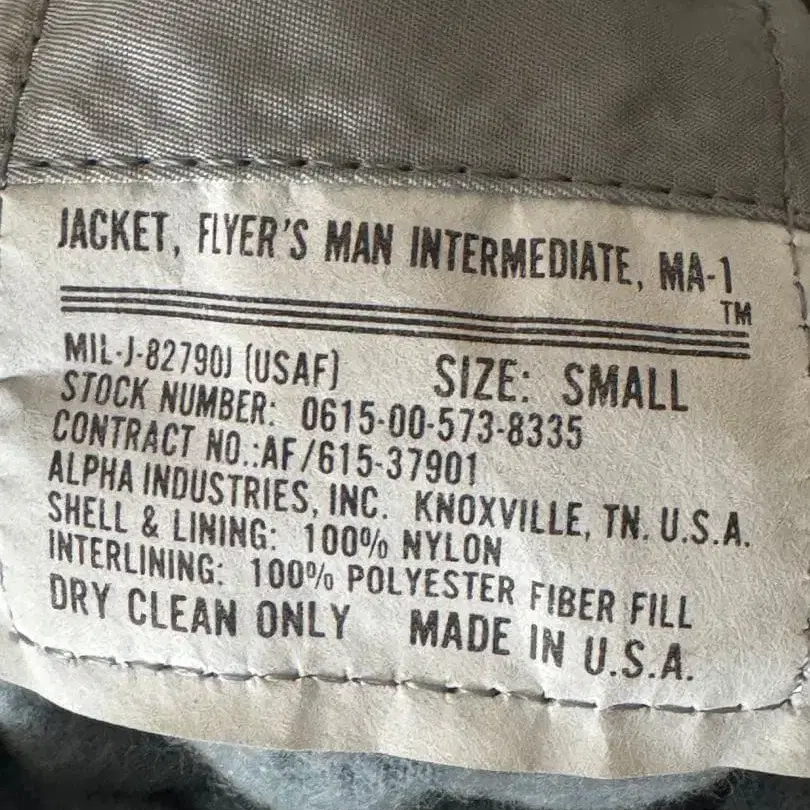 JACKET, FLYER'S MAN INTERMEDIATE, MA-1
TM
MIL-J-82790J (USAF) SIZE: SMALL
STOCK NUMBER: 0615-00-573-8335
CONTRACT NO.:AF/615-37901
ALPHA INDUSTRIES, INC. KNOXVILLE, TN. U.S.A.
SHELL & LINING: 100% NYLON
INTERLINING: 100% POLYESTER FIBER FILL
DRY CLEAN ONLY MADE IN U.S.A.